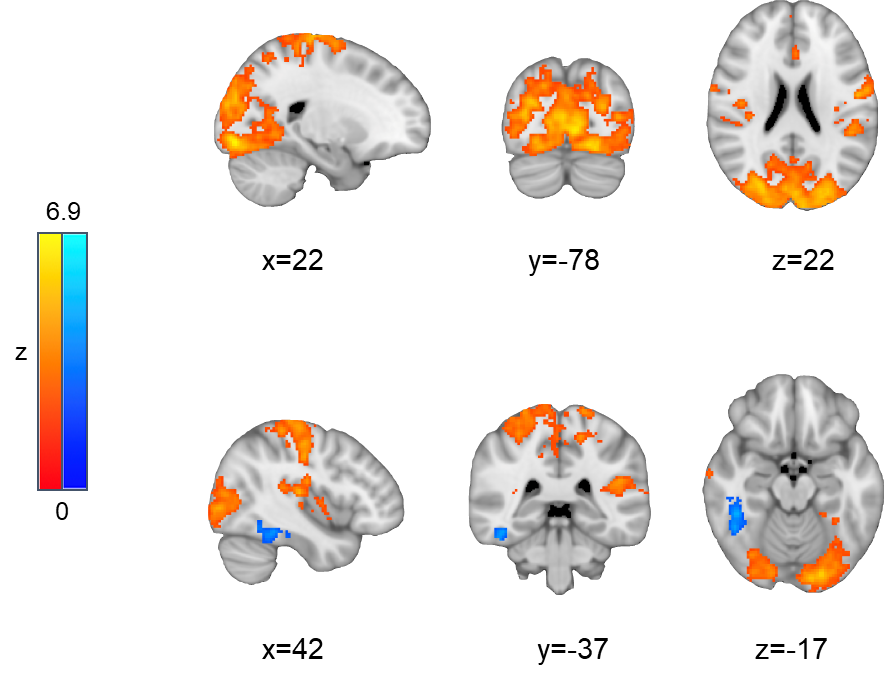 x=22
y=-78
z=22
6.9
z
0
x=42
y=-37
z=-17